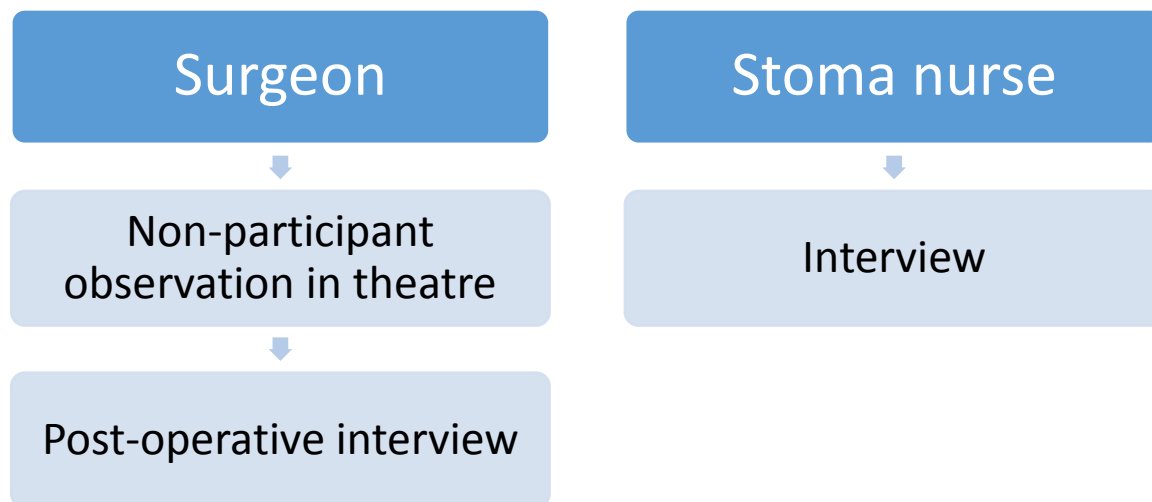 Surgeon
Non-participant
observation in theatre
Post-operative interview
Stoma nurse
Interview